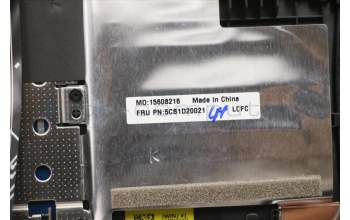 MO:15808216 Made in China
FRU PN:5CB1D20021 LCFC